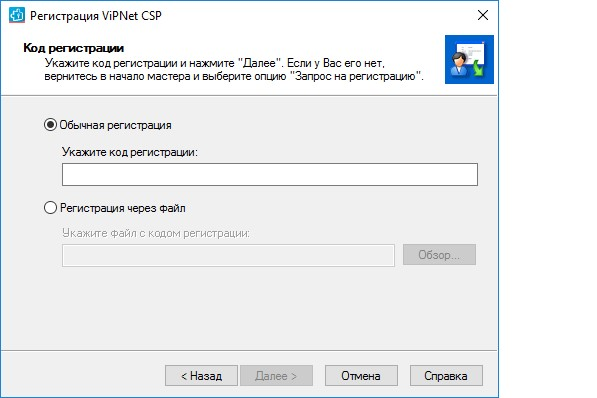 Регистрация ViPNet CSP
Код регистрации
Укажите код регистрации и нажмите "Далее". Если у Вас его нет,
вернитесь в начало мастера и выберите опцию "Запрос на регистрацию".
Обычная регистрация
Укажите код регистрации:
Регистрация через файл
Укажите файл с кодом регистрации:
Обзор...
< Назад
Далее >
Отмена
Справка